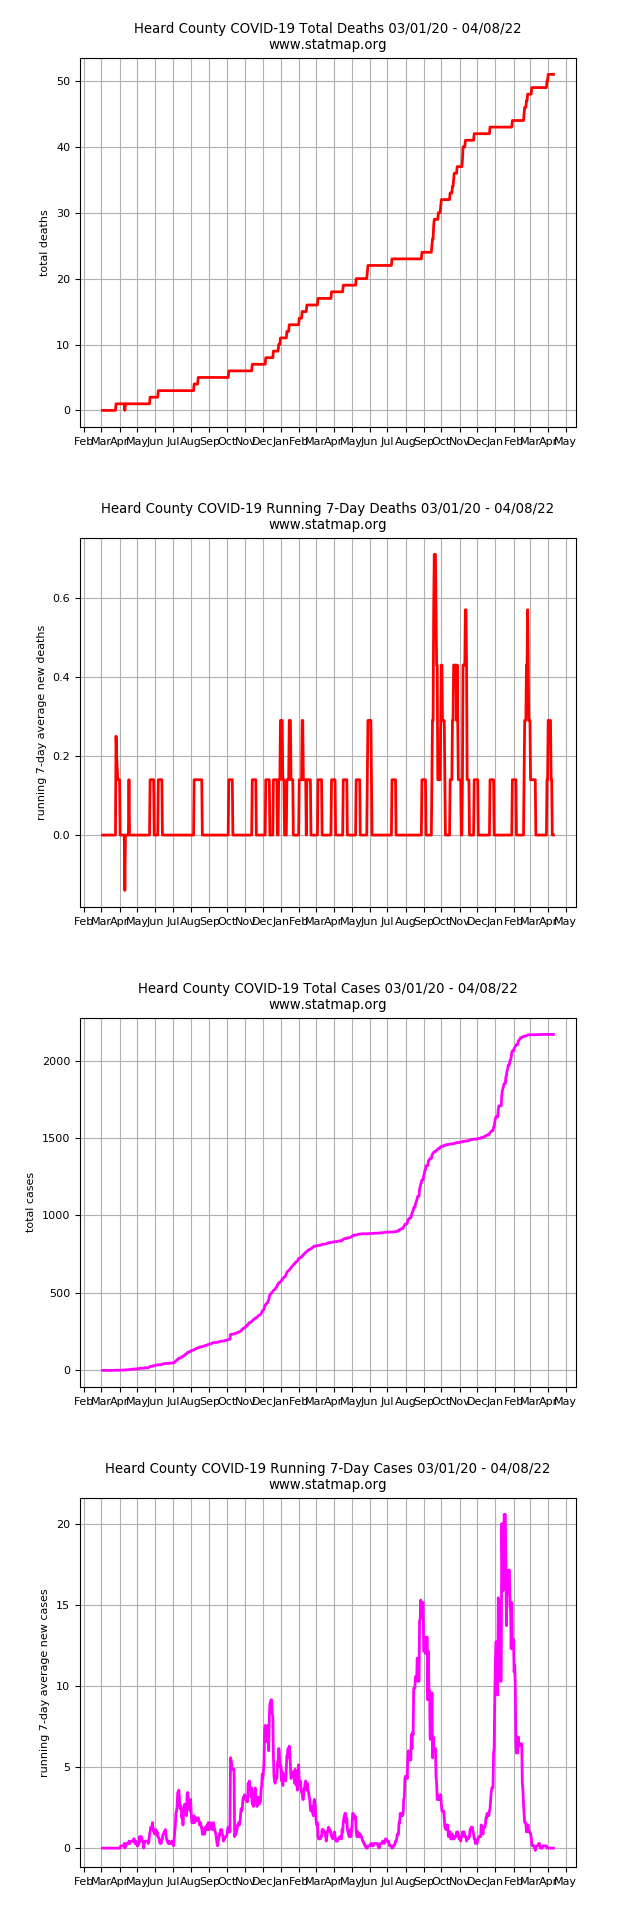 Heard County COVID-19 Total Deaths 03/01/20 - 04/08/22
www.statmap.org
50
40
30
20
10
0
total deaths
Feb Mar Apr May Jun Jul Aug Sep Oct Nov Dec Jan Feb Mar Apr May Jun Jul Aug Sep Oct Nov Dec Jan Feb Mar Apr May
Heard County COVID-19 Running 7-Day Deaths 03/01/20 - 04/08/22
www.statmap.org
0.6
0.4
0.2
0.0
running 7-day average new deaths
Feb Mar Apr May Jun Jul Aug Sep Oct Nov Dec Jan Feb Mar Apr May Jun Jul Aug Sep Oct Nov Dec Jan Feb Mar Apr May
Heard County COVID-19 Total Cases 03/01/20 - 04/08/22
www.statmap.org
2000
1500
1000
500
0
total cases
Feb Mar Apr May Jun Jul Aug Sep Oct Nov Dec Jan Feb Mar Apr May Jun Jul Aug Sep Oct Nov Dec Jan Feb Mar Apr May
Heard County COVID-19 Running 7-Day Cases 03/01/20 - 04/08/22
www.statmap.org
20
15
10
5
0
running 7-day average new cases
Feb Mar Apr May Jun Jul Aug Sep Oct Nov Dec Jan Feb Mar Apr May Jun Jul Aug Sep Oct Nov Dec Jan Feb Mar Apr May